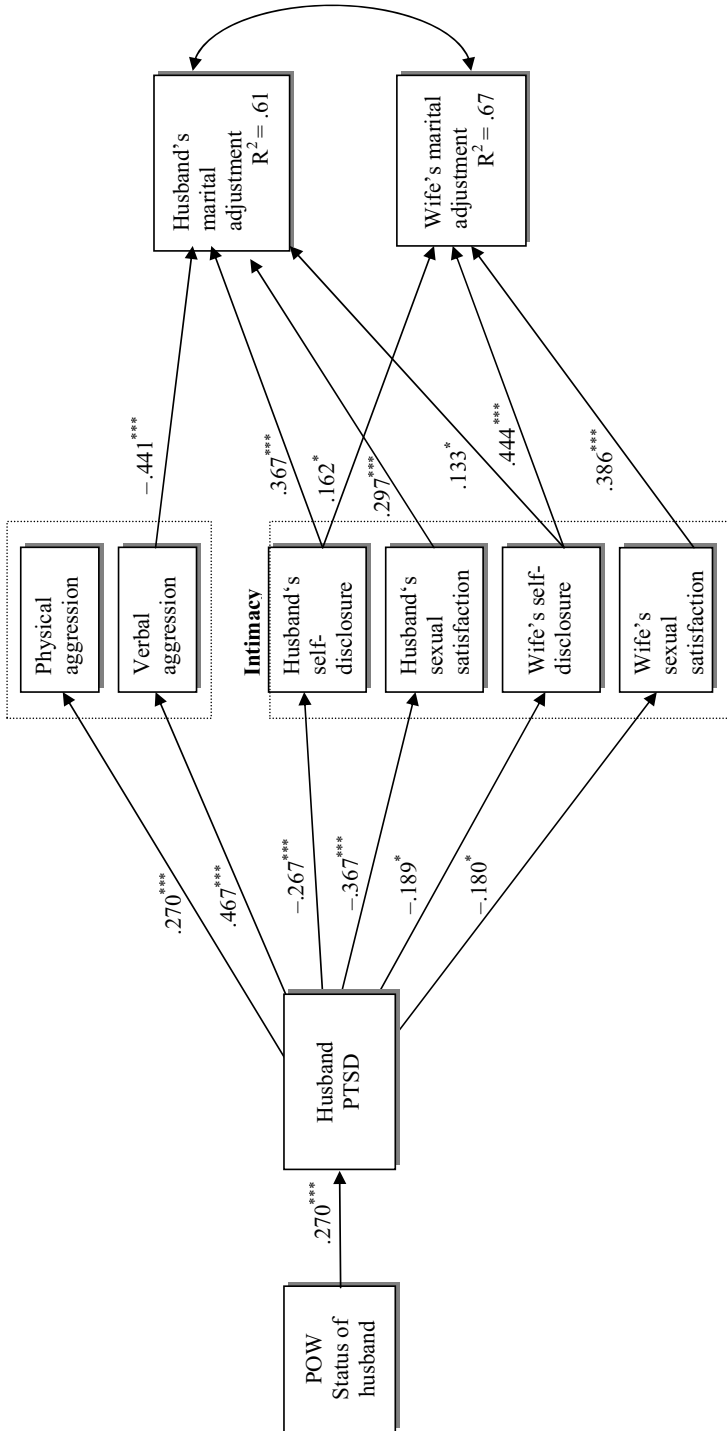 POW
Status of
husband
.270***
Husband
PTSD
.270***
.467***
–.267***
–.367***
–.189*
–.180*
Physical
aggression
Verbal
aggression
Intimacy
Husband's
self-
disclosure
Husband‘s
sexual
satisfaction
Wife’s self-
disclosure
Wife’s
sexual
satisfaction
–.441***
.367***
.162*
.297***
.133*
.444***
.386***
Husband’s
marital
adjustment
R² = .61
Wife’s marital
adjustment
R² = .67